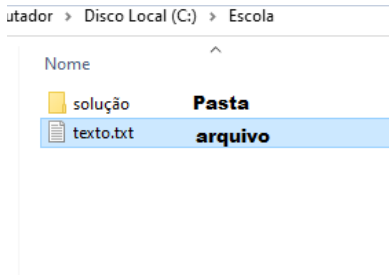 utador > Disco Local (C:) > Escola
Nome
solução Pasta
texto.txt arquivo